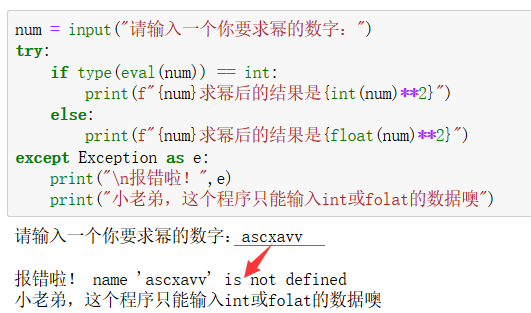 num = input("请输入一个你要求幂的数字：")
try:
    if type(eval(num)) == int:
        print(f"{num}求幂后的结果是{int(num)**2}")
    else:
        print(f"{num}求幂后的结果是{float(num)**2}")
except Exception as e:
    print("\n报错啦！",e)
    print("小老弟，这个程序只能输入int或folat的数据噢")
请输入一个你要求幂的数字：ascxavv
报错啦！ name 'ascxavv' is not defined
小老弟，这个程序只能输入int或folat的数据噢